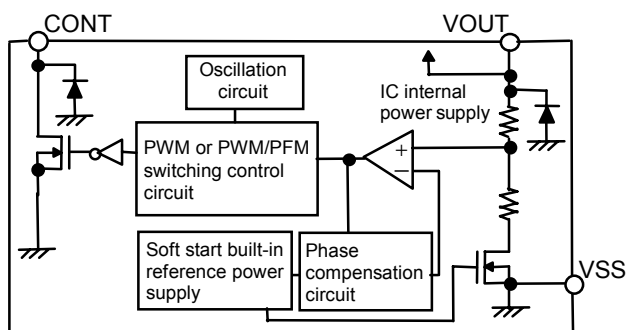 CONT
VOUT
Oscillation
circuit
IC internal
power supply
PWM or PWM/PFM
switching control
circuit
+
−
Soft start built-in
reference power
supply
Phase
compensation
circuit
VSS